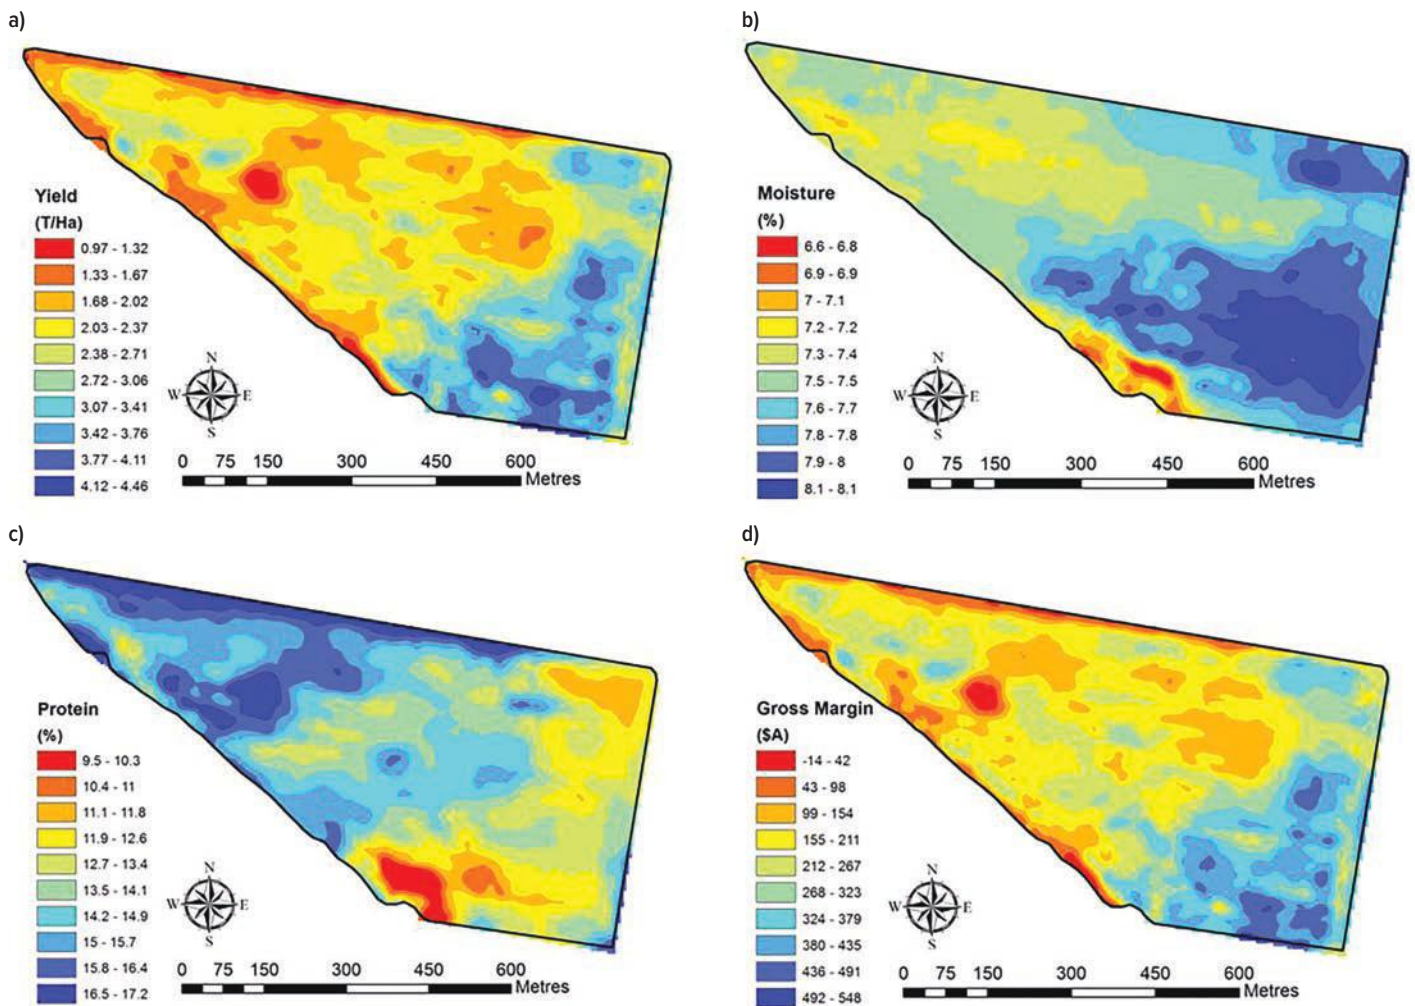 a)
Yield
(T/Ha)
0.97 - 1.32
1.33 - 1.67
1.68 - 2.02
2.03 - 2.37
2.38 - 2.71
2.72 - 3.06
3.07 - 3.41
3.42 - 3.76
3.77 - 4.11
4.12 - 4.46
N
W E
S
0 75 150 300 450 600
Metres
b)
Moisture
(%)
6.6 - 6.8
6.9 - 6.9
7 - 7.1
7.2 - 7.2
7.3 - 7.4
7.5 - 7.5
7.6 - 7.7
7.8 - 7.8
7.9 - 8
8.1 - 8.1
N
W E
S
0 75 150 300 450 600
Metres
c)
Protein
(%)
9.5 - 10.3
10.4 - 11
11.1 - 11.8
11.9 - 12.6
12.7 - 13.4
13.5 - 14.1
14.2 - 14.9
15 - 15.7
15.8 - 16.4
16.5 - 17.2
N
W E
S
0 75 150 300 450 600
Metres
d)
Gross Margin
($A)
-14 - 42
43 - 98
99 - 154
155 - 211
212 - 267
268 - 323
324 - 379
380 - 435
436 - 491
492 - 548
N
W E
S
0 75 150 300 450 600
Metres